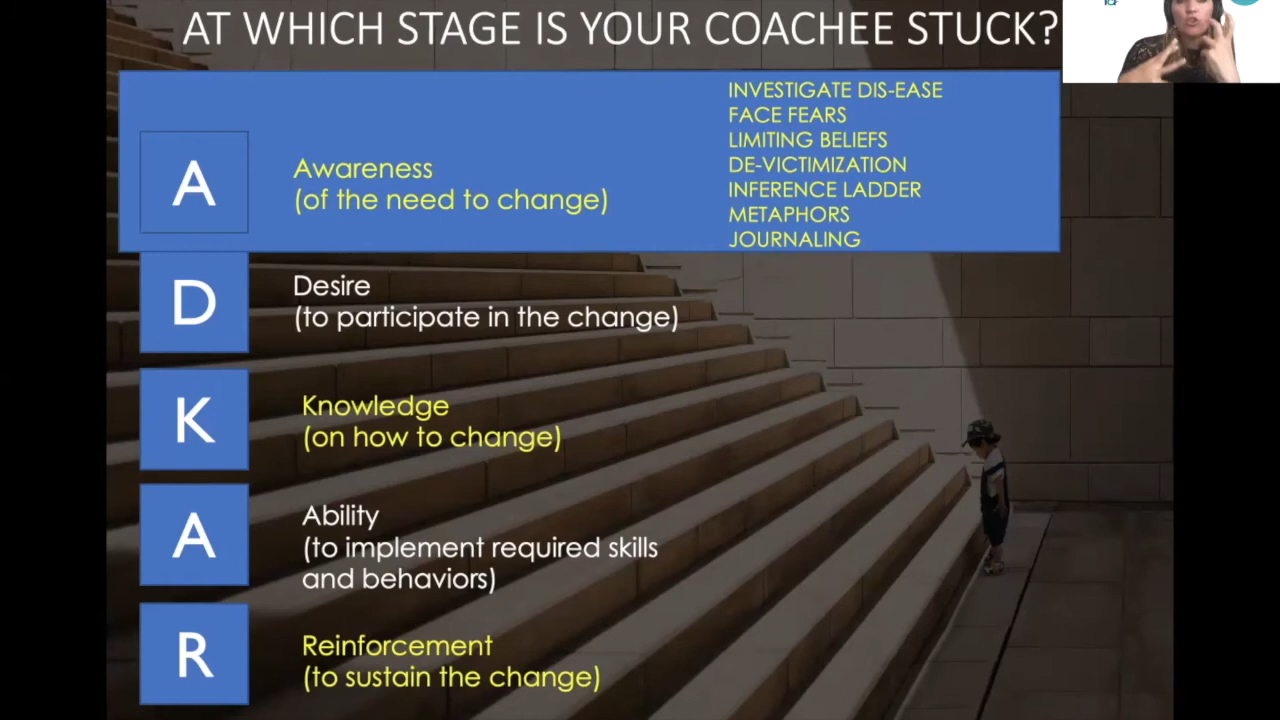 AT WHICH STAGE IS YOUR COACHEE STUCK?
A
Awareness
(of the need to change)
INVESTIGATE DIS-EASE
FACE FEARS
LIMITING BELIEFS
DE-VICTIMIZATION
INFERENCE LADDER
METAPHORS
JOURNALING
D
Desire
(to participate in the change)
K
Knowledge
(on how to change)
A
Ability
(to implement required skills
and behaviors)
R
Reinforcement
(to sustain the change)